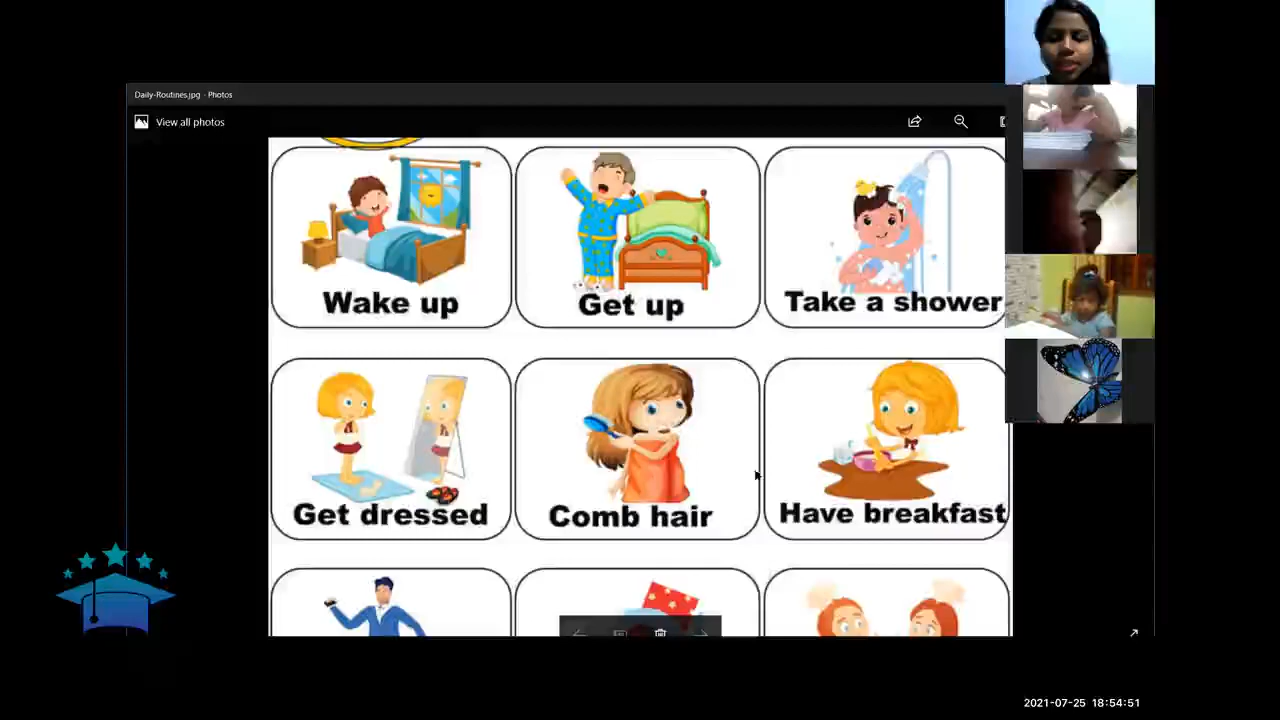 Daily-Routines.jpg - Photos
View all photos
Wake up
Get up
Take a shower
Get dressed
Comb hair
Have breakfast
2021-07-25 18:54:51